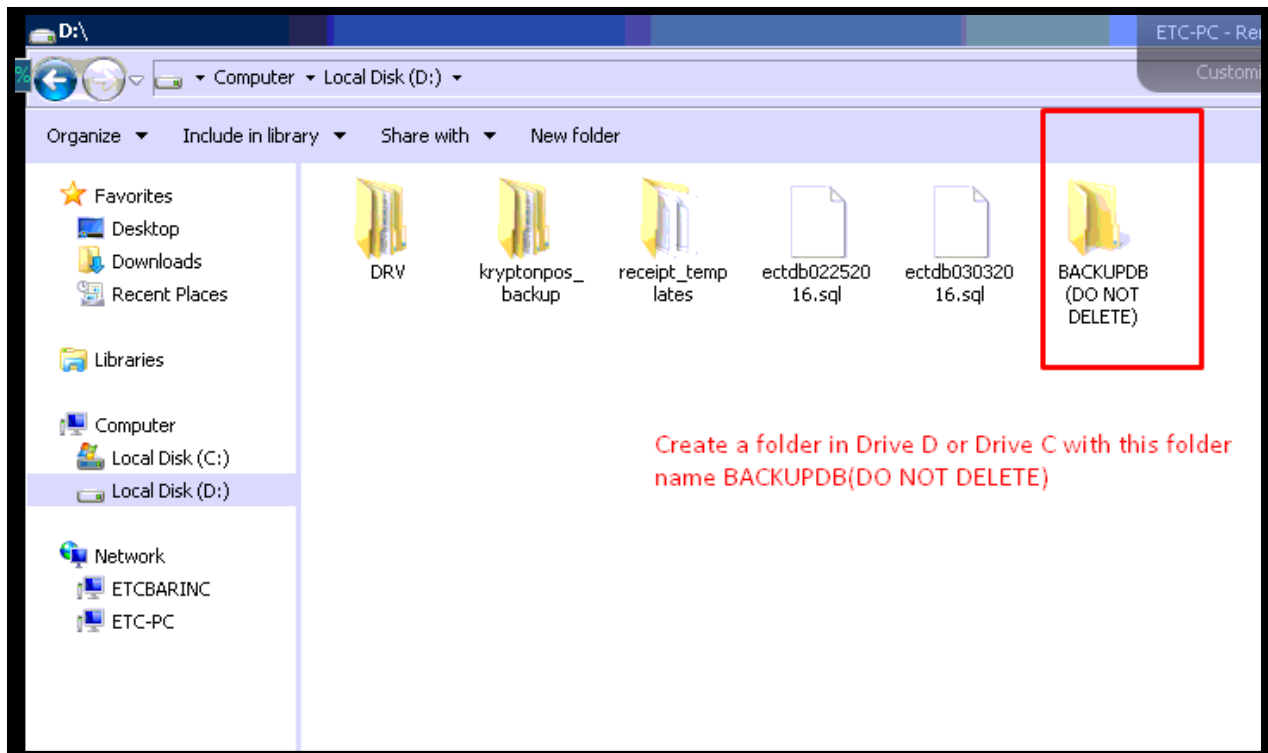 D:\
ETC-PC - Re
%
Computer
Local Disk (D:)
Customi
Organize
Include in library
Share with
New folder
Favorites
Desktop
Downloads
Recent Places
Libraries
Computer
Local Disk (C:)
Local Disk (D:)
Network
ETCBARINC
ETC-PC
DRV
kryptonpos_
backup
receipt_temp
lates
ectdb022520
16.sql
ectdb030320
16.sql
BACKUPDB
(DO NOT
DELETE)
Create a folder in Drive D or Drive C with this folder
name BACKUPDB(DO NOT DELETE)